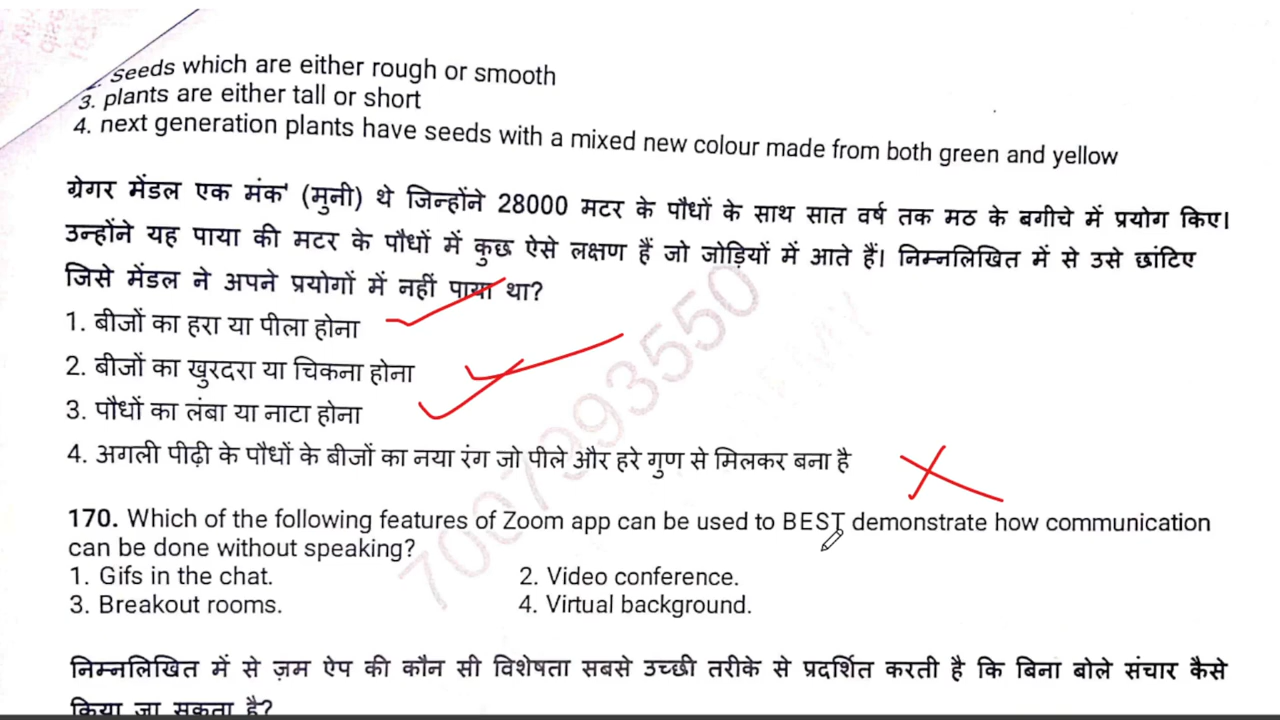 seeds which are either rough or smooth
3. plants are either tall or short
4. next generation plants have seeds with a mixed new colour made from both green and yellow
ग्रेगर मेंडल एक मंक' (मुनी) थे जिन्होंने 28000 मटर के पौधों के साथ सात वर्ष तक मठ के बगीचे में प्रयोग किए।
उन्होंने यह पाया की मटर के पौधों में कुछ ऐसे लक्षण हैं जो जोड़ियों में आते हैं। निम्नलिखित में से उसे छांटिए
जिसे मेंडल ने अपने प्रयोगों में नहीं पाया था?
1. बीजों का हरा या पीला होना
2. बीजों का खुरदरा या चिकना होना
3. पौधों का लंबा या नाटा होना
4. अगली पीढ़ी के पौधों के बीजों का नया रंग जो पीले और हरे गुण से मिलकर बना है
7007993550
170. Which of the following features of Zoom app can be used to BEST demonstrate how communication
can be done without speaking?
1. Gifs in the chat. 2. Video conference.
3. Breakout rooms. 4. Virtual background.
निम्नलिखित में से ज़ूम ऐप की कौन सी विशेषता सबसे उच्छी तरीके से प्रदर्शित करती है कि बिना बोले संचार कैसे
किया जा सकता है?